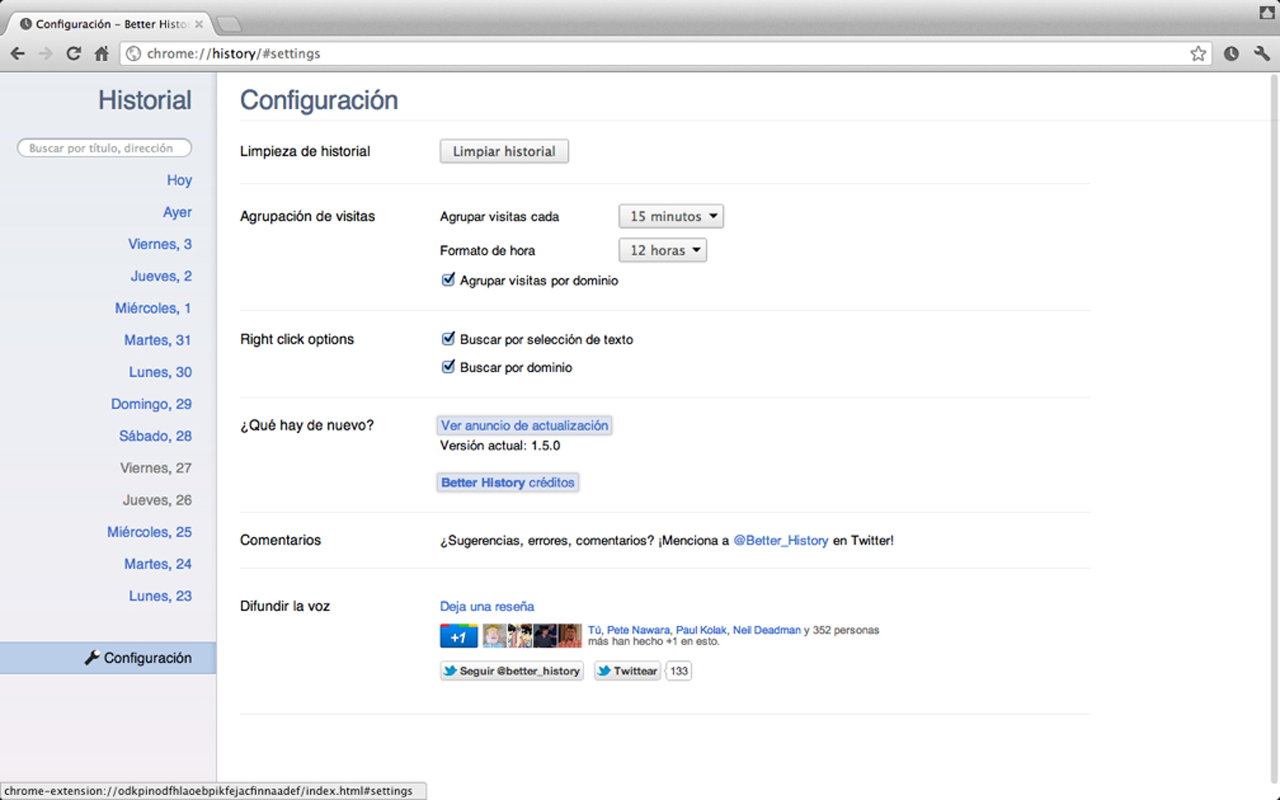 Configuración – Better Histo
chrome://history/#settings
Historial
Buscar por título, dirección
Hoy
Ayer
Viernes, 3
Jueves, 2
Miércoles, 1
Martes, 31
Lunes, 30
Domingo, 29
Sábado, 28
Viernes, 27
Jueves, 26
Miércoles, 25
Martes, 24
Lunes, 23
Configuración
Configuración
Limpieza de historial
Limpiar historial
Agrupación de visitas
Agrupar visitas cada
15 minutos
Formato de hora
12 horas
Agrupar visitas por dominio
Right click options
Buscar por selección de texto
Buscar por dominio
¿Qué hay de nuevo?
Ver anuncio de actualización
Versión actual: 1.5.0
Better History créditos
Comentarios
¿Sugerencias, errores, comentarios? ¡Menciona a @Better_History en Twitter!
Difundir la voz
Deja una reseña
+1
Tú, Pete Nawara, Paul Kolak, Neil Deadman y 352 personas
más han hecho +1 en esto.
Seguir @better_history
Twittear
133
chrome-extension://odkpinodfhlaoebpikfejacfinnaadef/index.html#settings